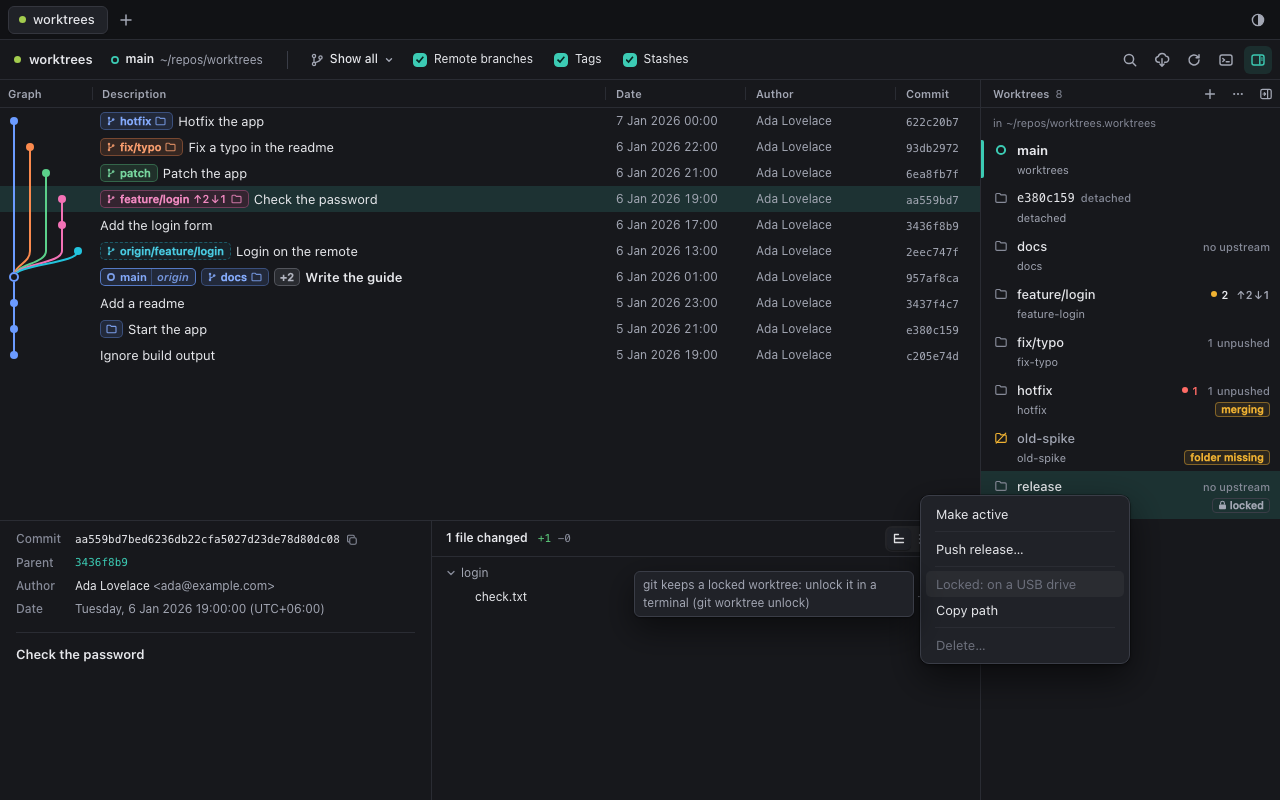 worktrees
worktrees main ~/repos/worktrees Show all Remote branches Tags Stashes
Graph Description Date Author Commit
hotfix Hotfix the app 7 Jan 2026 00:00 Ada Lovelace 622c20b7
fix/typo Fix a typo in the readme 6 Jan 2026 22:00 Ada Lovelace 93db2972
patch Patch the app 6 Jan 2026 21:00 Ada Lovelace 6ea8fb7f
feature/login ↑2↓1 Check the password 6 Jan 2026 19:00 Ada Lovelace aa559bd7
Add the login form 6 Jan 2026 17:00 Ada Lovelace 3436f8b9
origin/feature/login Login on the remote 6 Jan 2026 13:00 Ada Lovelace 2eec747f
main origin docs +2 Write the guide 6 Jan 2026 01:00 Ada Lovelace 957af8ca
Add a readme 5 Jan 2026 23:00 Ada Lovelace 3437f4c7
Start the app 5 Jan 2026 21:00 Ada Lovelace e380c159
Ignore build output 5 Jan 2026 19:00 Ada Lovelace c205e74d
Worktrees 8
in ~/repos/worktrees.worktrees
main
worktrees
e380c159 detached
detached
docs no upstream
docs
feature/login 2 ↑2↓1
feature-login
fix/typo 1 unpushed
fix-typo
hotfix 1 1 unpushed
hotfix merging
old-spike
old-spike folder missing
release no upstream
locked
Make active
Push release…
Locked: on a USB drive
Copy path
Delete…
Commit aa559bd7bed6236db22cfa5027d23de78d80dc08
Parent 3436f8b9
Author Ada Lovelace <ada@example.com>
Date Tuesday, 6 Jan 2026 19:00:00 (UTC+06:00)
Check the password
1 file changed +1 −0
login
check.txt
git keeps a locked worktree: unlock it in a
terminal (git worktree unlock)